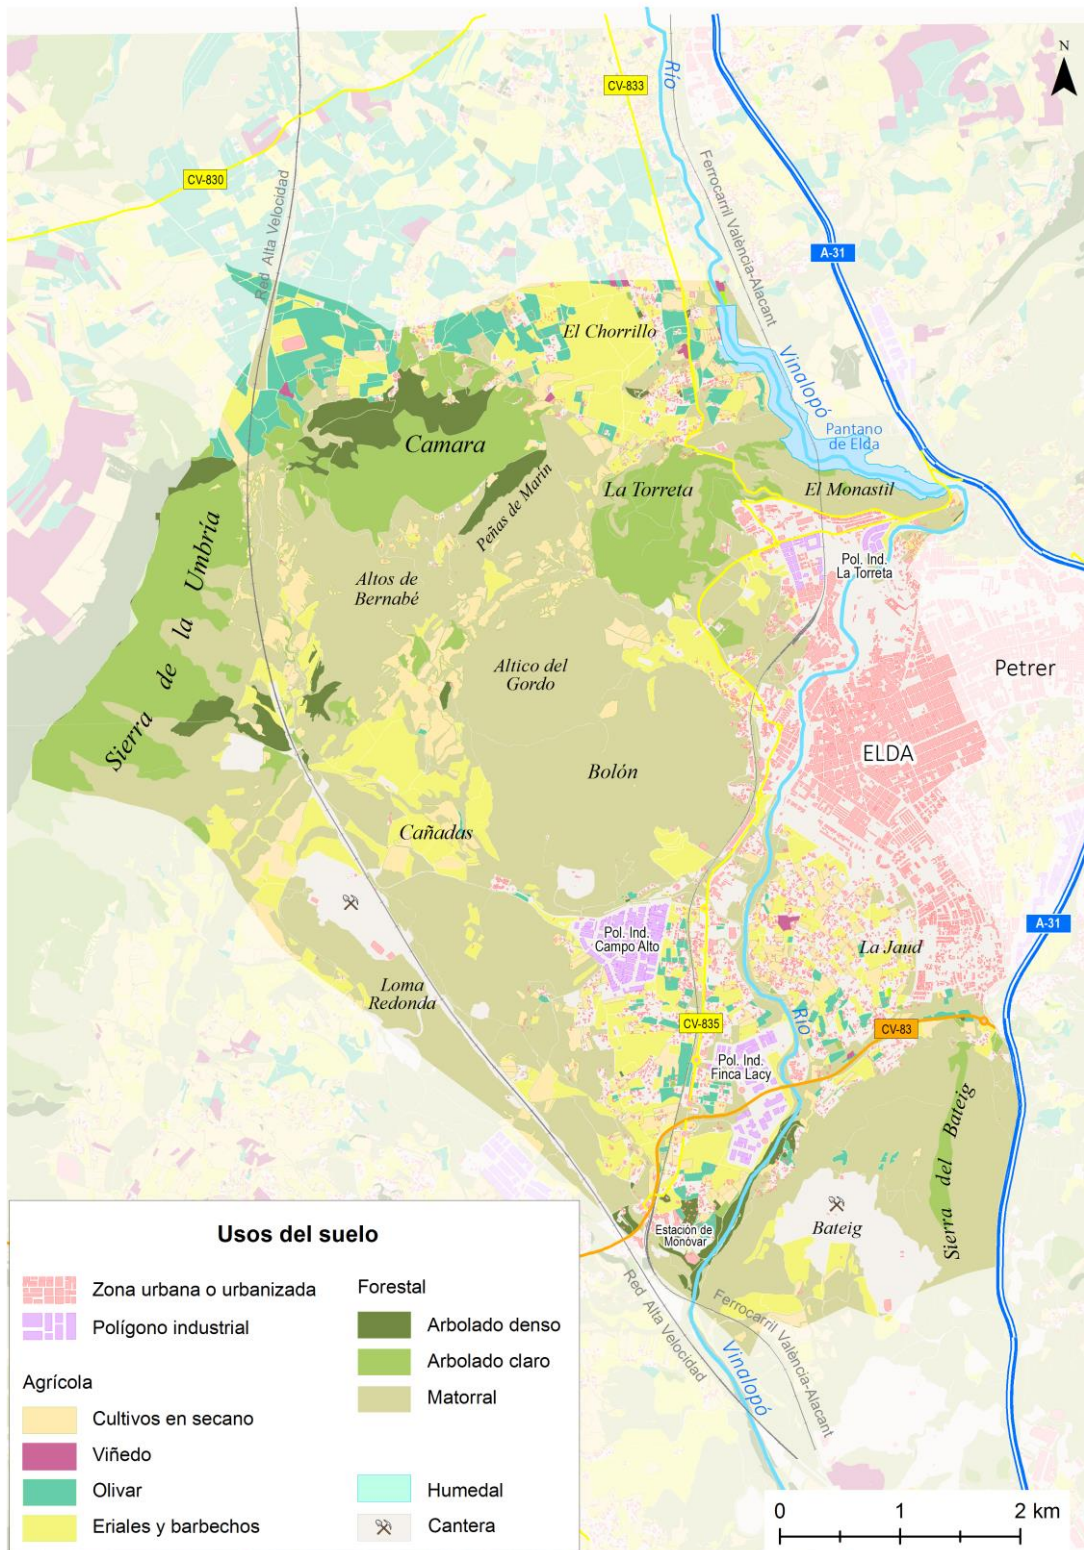 N
Río
CV-833
CV-830
Red Alta Velocidad
Ferrocarril València-Alacant
A-31
El Chorrillo
Vinalopó
Pantano
de Elda
Camara
Peñas de Marín
La Torreta
El Monastil
Sierra de la Umbría
Pol. Ind.
La Torreta
Altos de
Bernabé
Altico del
Gordo
Petrer
ELDA
Bolón
Cañadas
Pol. Ind.
Campo Alto
La Jaud
A-31
Loma
Redonda
CV-835
Río
CV-83
Pol. Ind.
Finca Lacy
Sierra del Bateig
Estación de
Monóvar
Bateig
Red Alta Velocidad
Ferrocarril València-Alacant
Vinalopó
Usos del suelo
Zona urbana o urbanizada
Polígono industrial
Agrícola
Cultivos en secano
Viñedo
Olivar
Eriales y barbechos
Forestal
Arbolado denso
Arbolado claro
Matorral
Humedal
Cantera
0 1 2 km